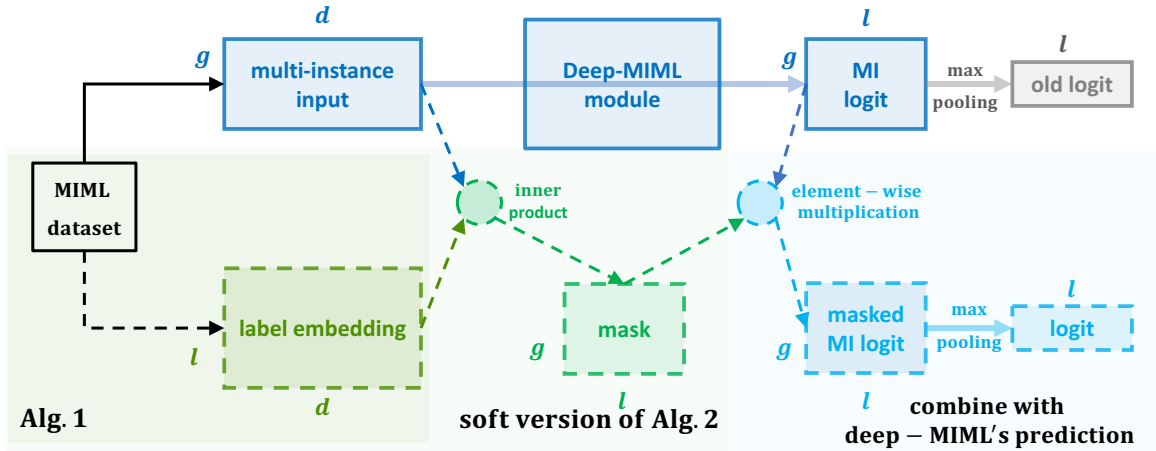 d
l
g
multi-instance
input
Deep-MIML
module
g
MI
logit
max
pooling
l
old logit
MIML
dataset
inner
product
element − wise
multiplication
l
label embedding
d
g
mask
l
g
masked
MI logit
l
max
pooling
l
logit
Alg. 1
soft version of Alg. 2
combine with
deep − MIML′s prediction